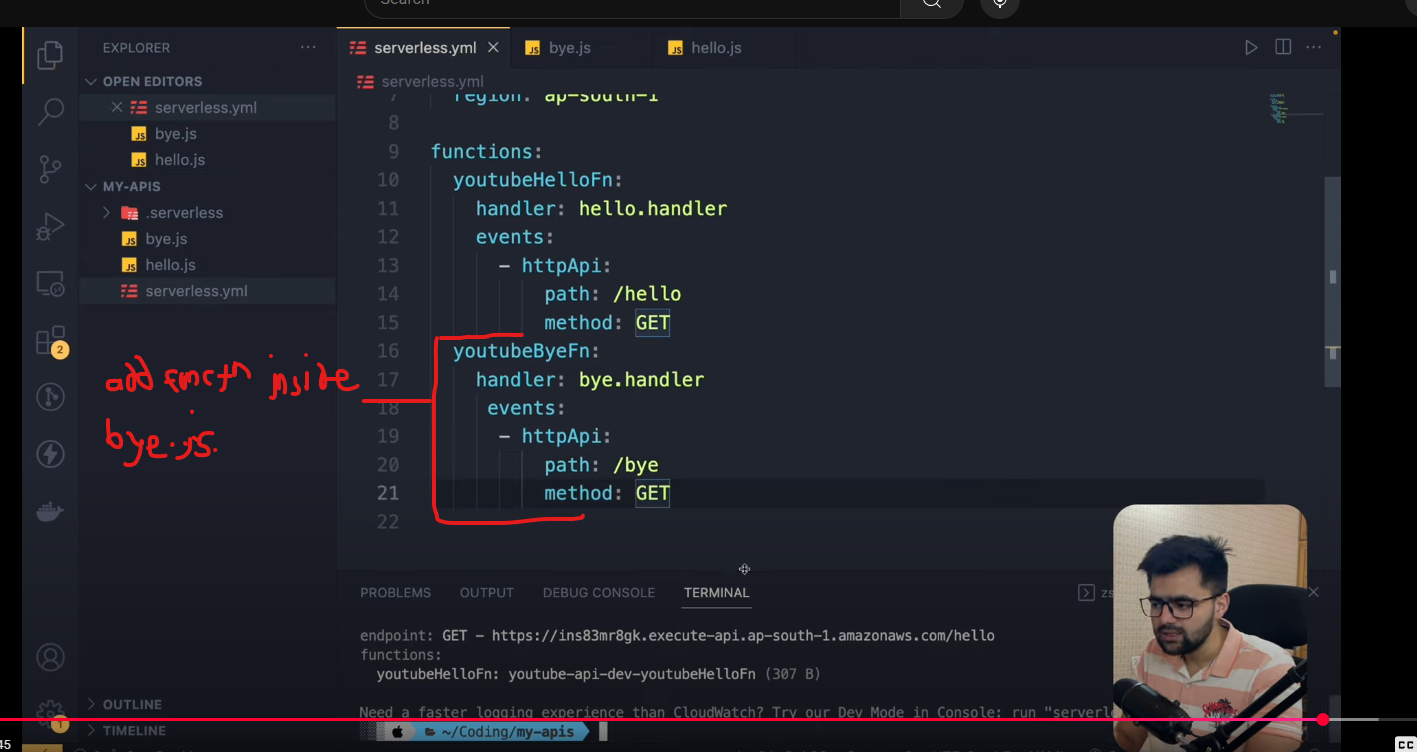 Search
EXPLORER
OPEN EDITORS
serverless.yml
bye.js
hello.js
MY-APIS
.serverless
bye.js
hello.js
serverless.yml
OUTLINE
TIMELINE
2
1
add functn inside
bye.js.
serverless.yml
bye.js
hello.js
serverless.yml
7 region: ap-south-1
8
9 functions:
10 youtubeHelloFn:
11 handler: hello.handler
12 events:
13 - httpApi:
14 path: /hello
15 method: GET
16 youtubeByeFn:
17 handler: bye.handler
18 events:
19 - httpApi:
20 path: /bye
21 method: GET
22
PROBLEMS OUTPUT DEBUG CONSOLE TERMINAL
endpoint: GET - https://ins83mr8gk.execute-api.ap-south-1.amazonaws.com/hello
functions:
youtubeHelloFn: youtube-api-dev-youtubeHelloFn (307 B)
Need a faster logging experience than CloudWatch? Try our Dev Mode in Console: run "serverle
~/Coding/my-apis
45
CC